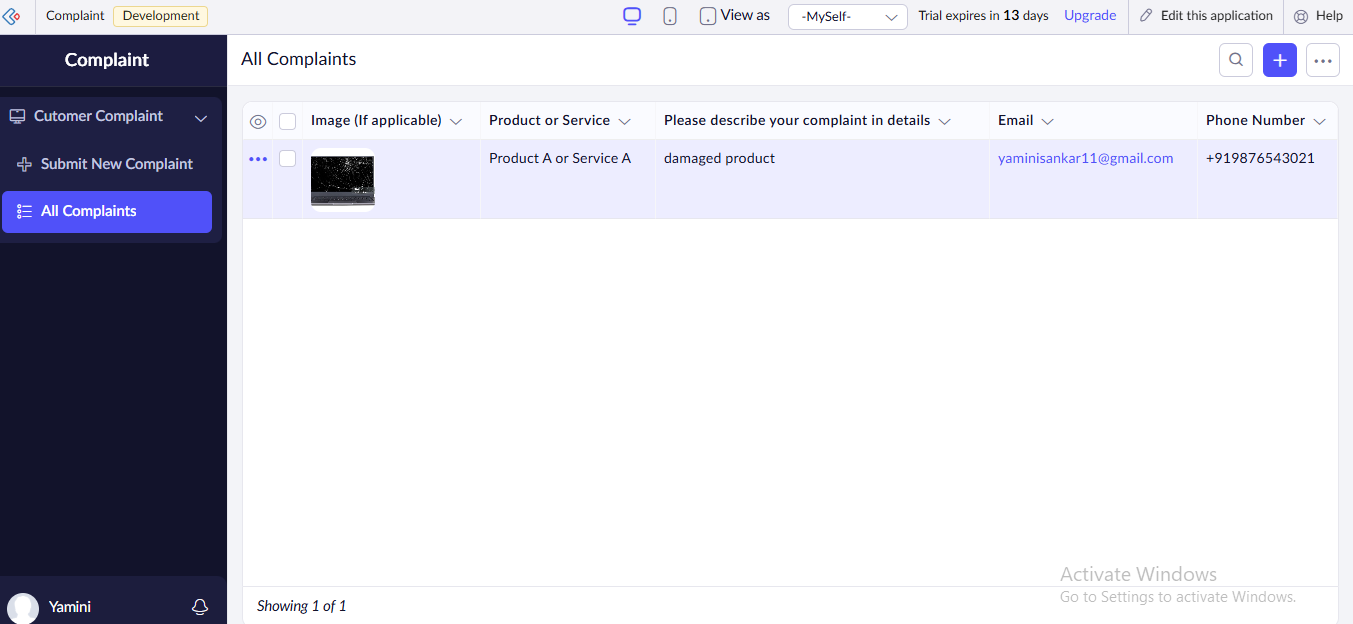 Complaint Development View as -MySelf- Trial expires in 13 days Upgrade Edit this application Help
Complaint
All Complaints
Cutomer Complaint
Submit New Complaint
All Complaints
Image (If applicable) Product or Service Please describe your complaint in details Email Phone Number
Product A or Service A damaged product yaminisankar11@gmail.com +919876543021
Activate Windows
Go to Settings to activate Windows.
Showing 1 of 1
Yamini